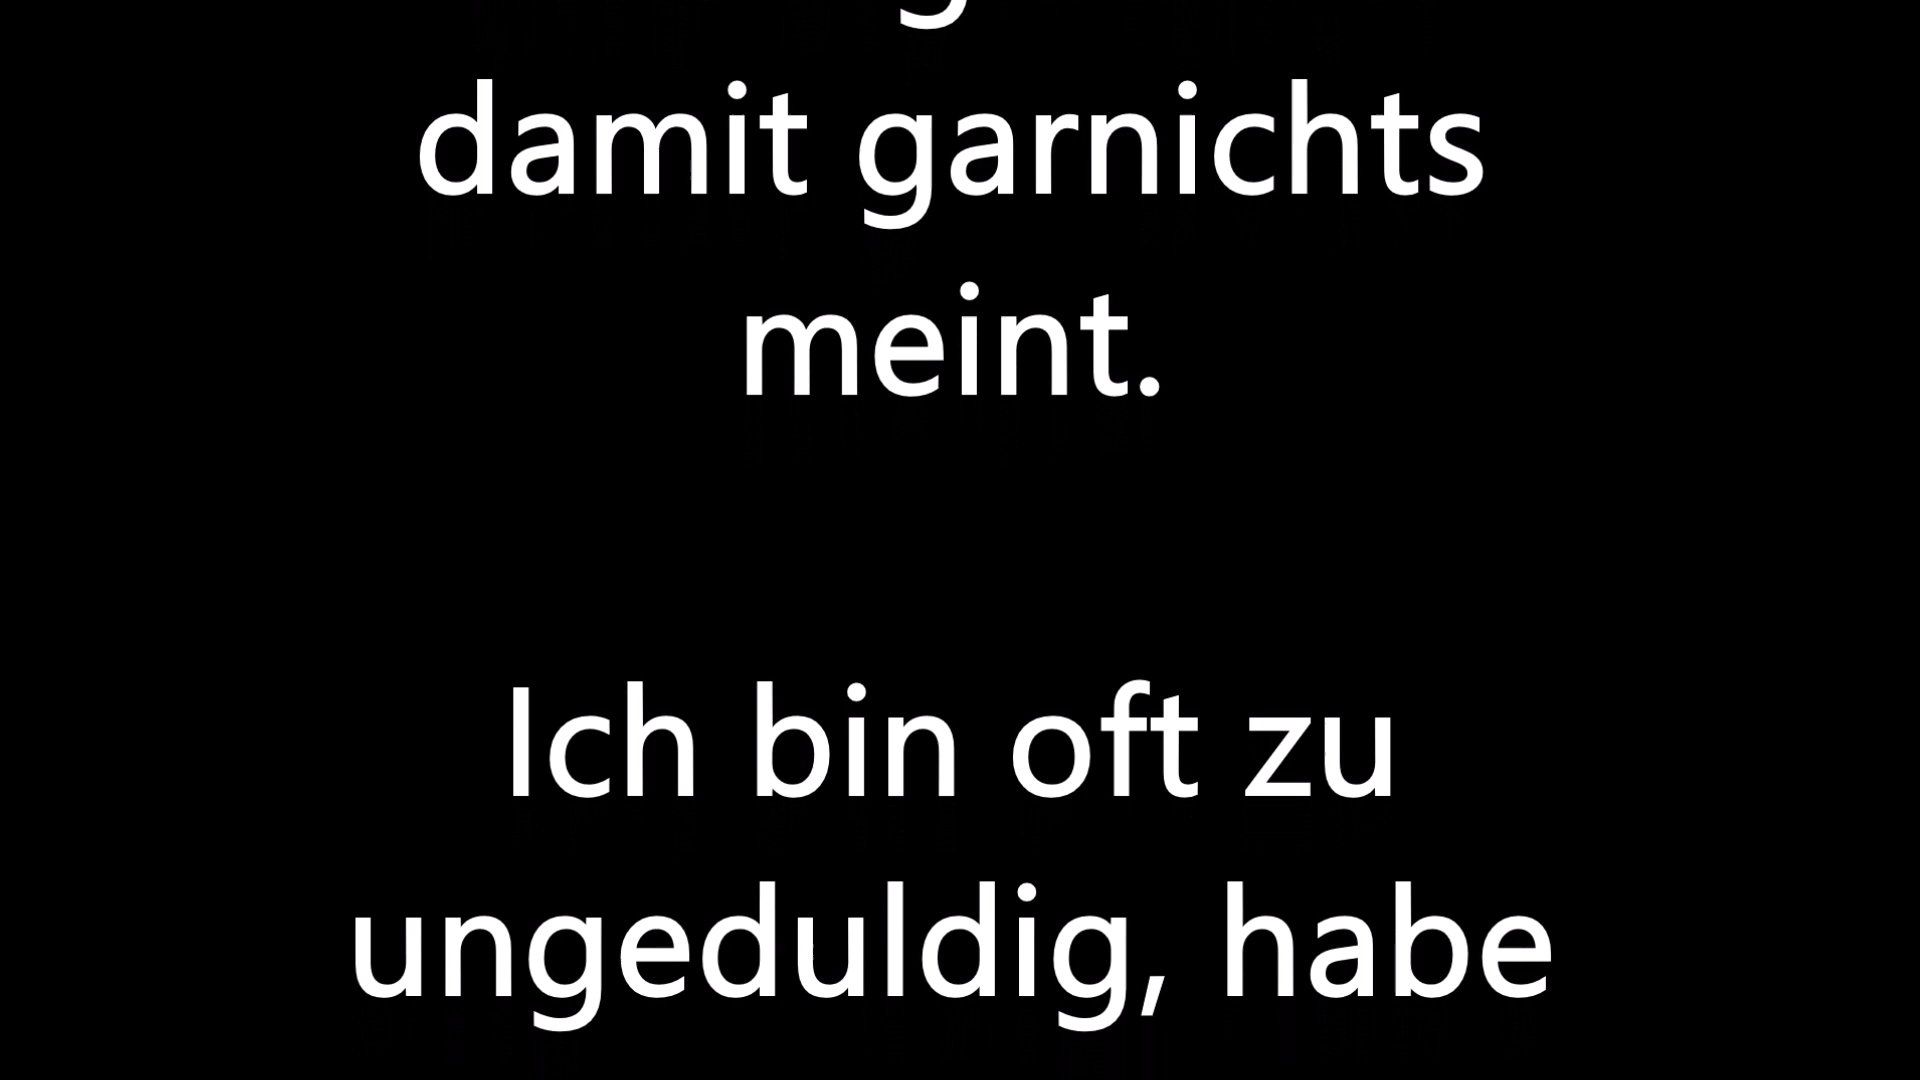 damit garnichts
meint.
Ich bin oft zu
ungeduldig, habe